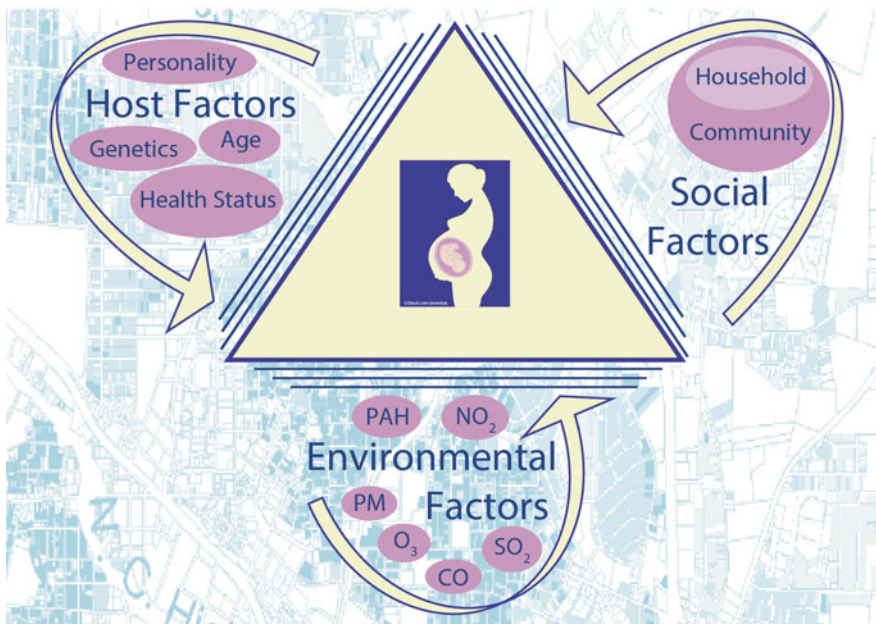 Personality
Host Factors
Genetics
Age
Health Status
Household
Community
Social
Factors
PAH
NO₂
Environmental
Factors
PM
O₃
SO₂
CO
Z.
C. Hi